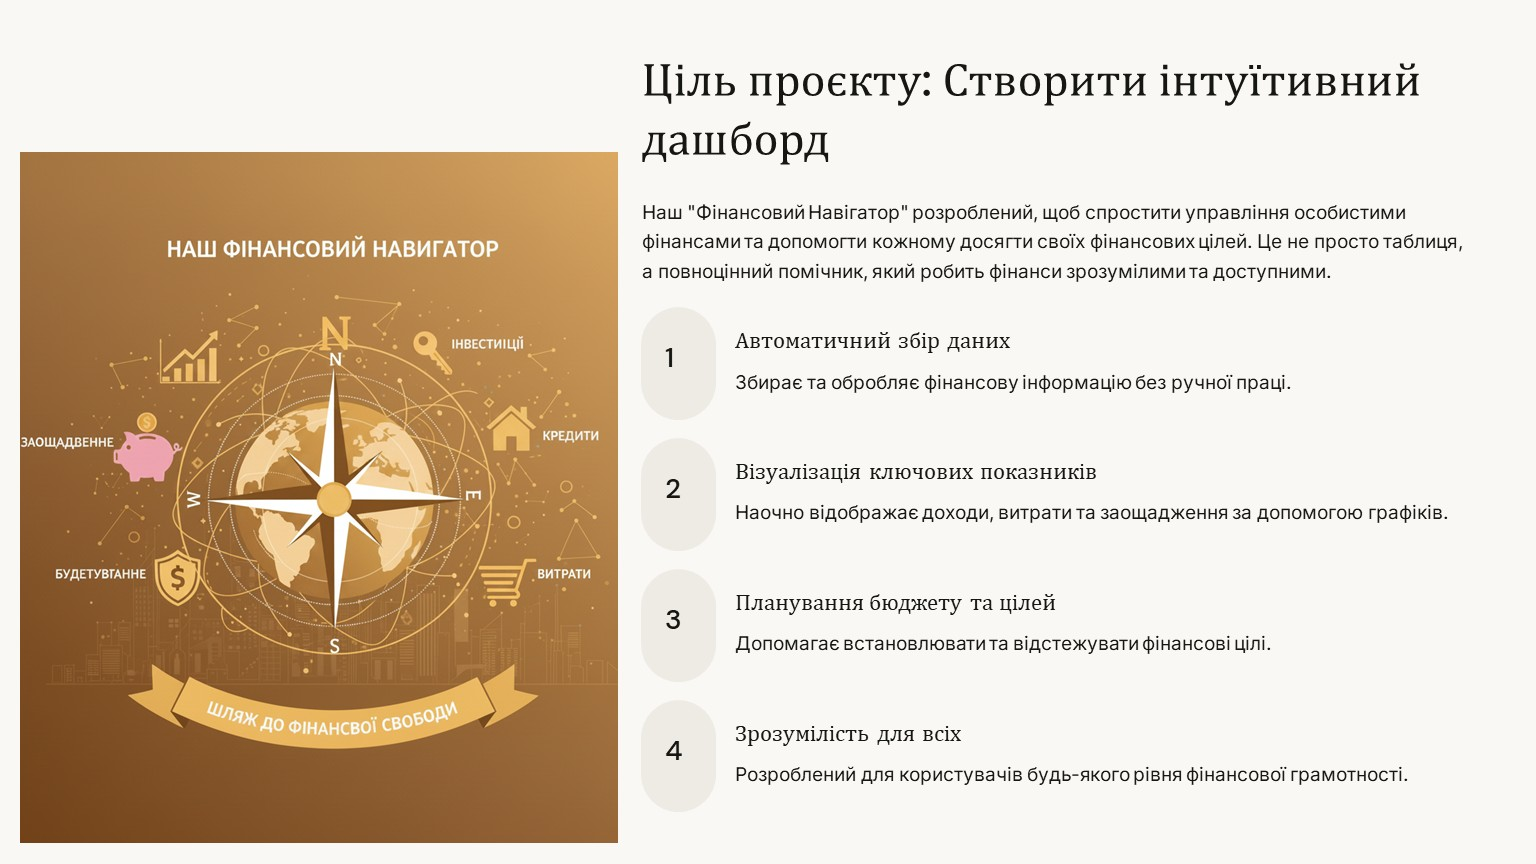 Ціль проєкту: Створити інтуїтивний
дашборд
Наш "Фінансовий Навігатор" розроблений, щоб спростити управління особистими
фінансами та допомогти кожному досягти своїх фінансових цілей. Це не просто таблиця,
а повноцінний помічник, який робить фінанси зрозумілими та доступними.
1
Автоматичний збір даних
Збирає та обробляє фінансову інформацію без ручної праці.
2
Візуалізація ключових показників
Наочно відображає доходи, витрати та заощадження за допомогою графіків.
3
Планування бюджету та цілей
Допомагає встановлювати та відстежувати фінансові цілі.
4
Зрозумілість для всіх
Розроблений для користувачів будь-якого рівня фінансової грамотності.
НАШ ФІНАНСОВИЙ НАВИГАТОР
N
N
ІНВЕСТИІЦІЇ
ЗАОЩАДВЕННЕ
$
КРЕДИТИ
W
E
БУДЕТУВГАННЕ
$
ВИТРАТИ
S
ШЛЯЖ ДО ФІНАНСВОЇ СВОБОДИ